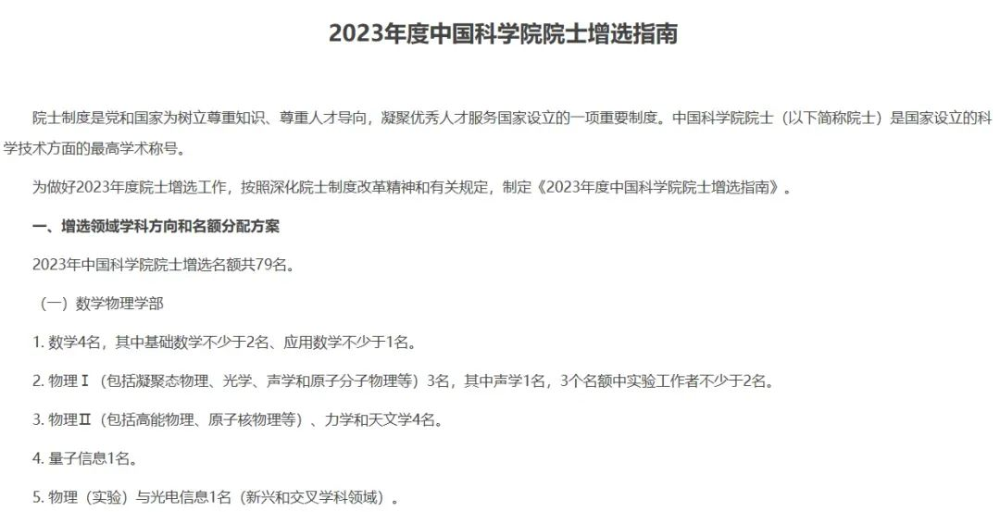 2023年度中国科学院院士增选指南
院士制度是党和国家为树立尊重知识、尊重人才导向，凝聚优秀人才服务国家设立的一项重要制度。中国科学院院士（以下简称院士）是国家设立的科
学技术方面的最高学术称号。
为做好2023年度院士增选工作，按照深化院士制度改革精神和有关规定，制定《2023年度中国科学院院士增选指南》。
一、增选领域学科方向和名额分配方案
2023年中国科学院院士增选名额共79名。
（一）数学物理学部
1. 数学4名，其中基础数学不少于2名、应用数学不少于1名。
2. 物理Ⅰ（包括凝聚态物理、光学、声学和原子分子物理等）3名，其中声学1名，3个名额中实验工作者不少于2名。
3. 物理Ⅱ（包括高能物理、原子核物理等）、力学和天文学4名。
4. 量子信息1名。
5. 物理（实验）与光电信息1名（新兴和交叉学科领域）。